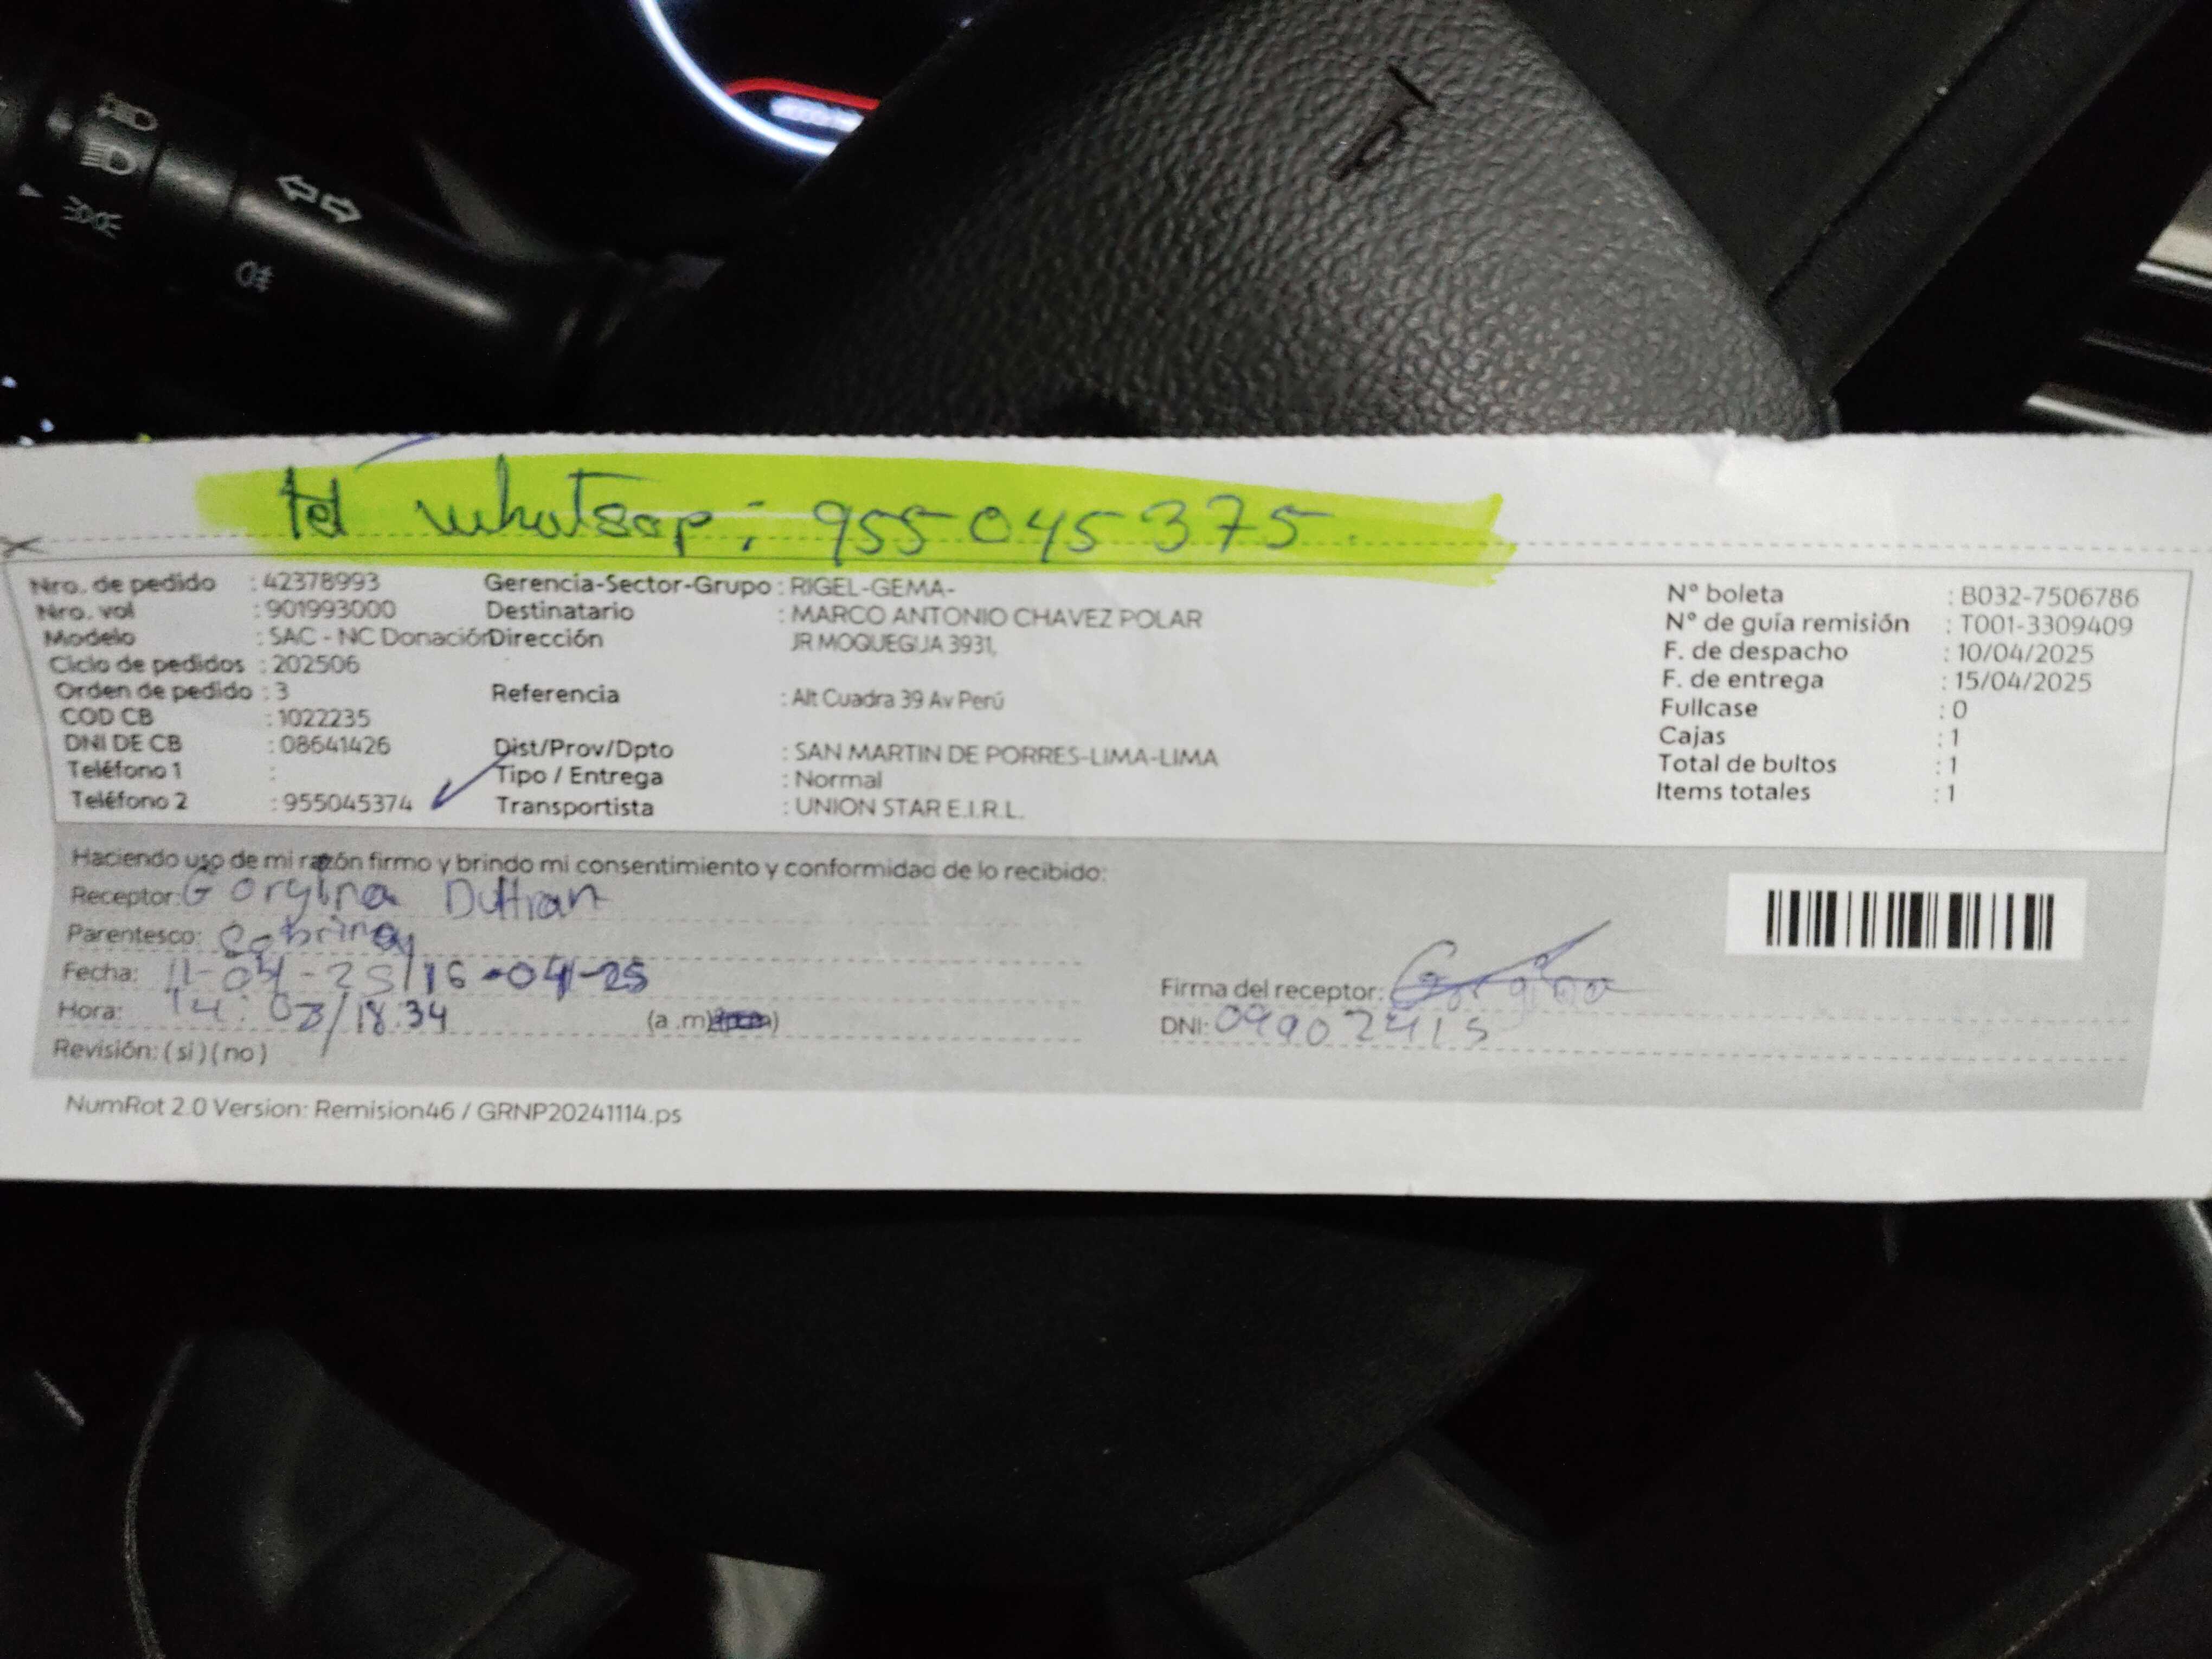 tel whatsap: 955045375.
Nro. de pedido : 42378993 Gerencia-Sector-Grupo : RIGEL-GEMA- N° boleta : B032-7506786
Nro. vol : 901993000 Destinatario : MARCO ANTONIO CHAVEZ POLAR N° de guía remisión : T001-3309409
Modelo : SAC - NC Donación Dirección JR MOQUEGUA 3931, F. de despacho : 10/04/2025
Ciclo de pedidos : 202506 F. de entrega : 15/04/2025
Orden de pedido : 3 Referencia : Alt Cuadra 39 Av Perú Fullcase : 0
COD CB : 1022235 Cajas : 1
DNI DE CB : 08641426 Dist/Prov/Dpto : SAN MARTIN DE PORRES-LIMA-LIMA Total de bultos : 1
Teléfono 1 : Tipo / Entrega : Normal Items totales : 1
Teléfono 2 : 955045374 Transportista : UNION STAR E.I.R.L.
Haciendo uso de mi razón firmo y brindo mi consentimiento y conformidad de lo recibido:
Receptor: Gorgina
Parentesco: Sobrina
Fecha: 11-04-25/16-04-25 Firma del receptor:
Hora: 14:03/18.34 (a .m) DNI: 09902415
Revisión: (si) (no)
NumRot 2.0 Version: Remision46 / GRNP20241114.ps